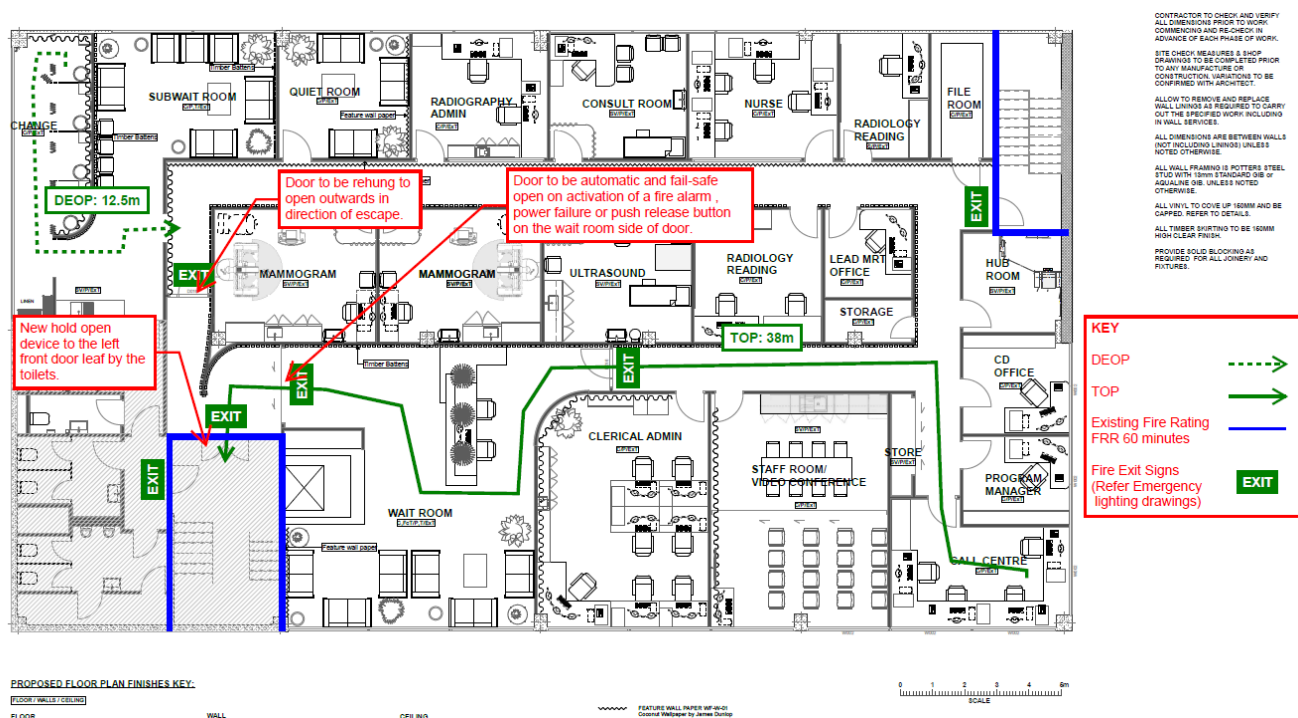 CONTRACTOR TO CHECK AND VERIFY
ALL DIMENSIONS PRIOR TO WORK
COMMENCING AND RE-CHECK IN
ADVANCE OF EACH PHASE OF WORK.
SITE CHECK MEASURES & SHOP
DRAWINGS TO BE COMPLETED PRIOR
TO ANY MANUFACTURE OR
CONSTRUCTION. VARIATIONS TO BE
CONFIRMED WITH ARCHITECT.
ALLOW TO REMOVE AND REPLACE
WALL LININGS AS REQUIRED TO CARRY
OUT THE SPECIFIED WORK INCLUDING
IN WALL SERVICES.
ALL DIMENSIONS ARE BETWEEN WALLS
(NOT INCLUDING LININGS) UNLESS
NOTED OTHERWISE.
ALL WALL FRAMING IS POTTERS STEEL
STUD WITH 13mm STANDARD GIB or
AQUALINE GIB. UNLESS NOTED
OTHERWISE.
ALL VINYL TO COVE UP 150MM AND BE
CAPPED. REFER TO DETAILS.
ALL TIMBER SKIRTING TO BE 150MM
HIGH CLEAR FINISH.
PROVIDE SOLID BLOCKING AS
REQUIRED FOR ALL JOINERY AND
FIXTURES.
SUBWAIT ROOM
Timber Battens
QUIET ROOM
Feature wall paper
RADIOGRAPHY
ADMIN
CONSULT ROOM
NURSE
RADIOLOGY
READING
FILE
ROOM
CHANGE
Timber Battens
DEOP: 12.5m
Door to be rehung to
open outwards in
direction of escape.
Door to be automatic and fail-safe
open on activation of a fire alarm ,
power failure or push release button
on the wait room side of door.
EXIT
EXIT
MAMMOGRAM
MAMMOGRAM
ULTRASOUND
RADIOLOGY
READING
LEAD MRT
OFFICE
STORAGE
HUB
ROOM
LINEN
New hold open
device to the left
front door leaf by the
toilets.
TOP: 38m
Timber Battens
EXIT
EXIT
EXIT
EXIT
CD
OFFICE
CLERICAL ADMIN
STAFF ROOM/
VIDEO CONFERENCE
STORE
PROGRAM
MANAGER
WAIT ROOM
Feature wall paper
CALL CENTRE
KEY
DEOP
TOP
Existing Fire Rating
FRR 60 minutes
Fire Exit Signs
(Refer Emergency
lighting drawings)
EXIT
PROPOSED FLOOR PLAN FINISHES KEY:
FLOOR / WALLS / CEILING
FLOOR
WALL
CEILING
FEATURE WALL PAPER WF-W-01
Coconut Wallpaper by James Dunlop
0 1 2 3 4 5m
SCALE